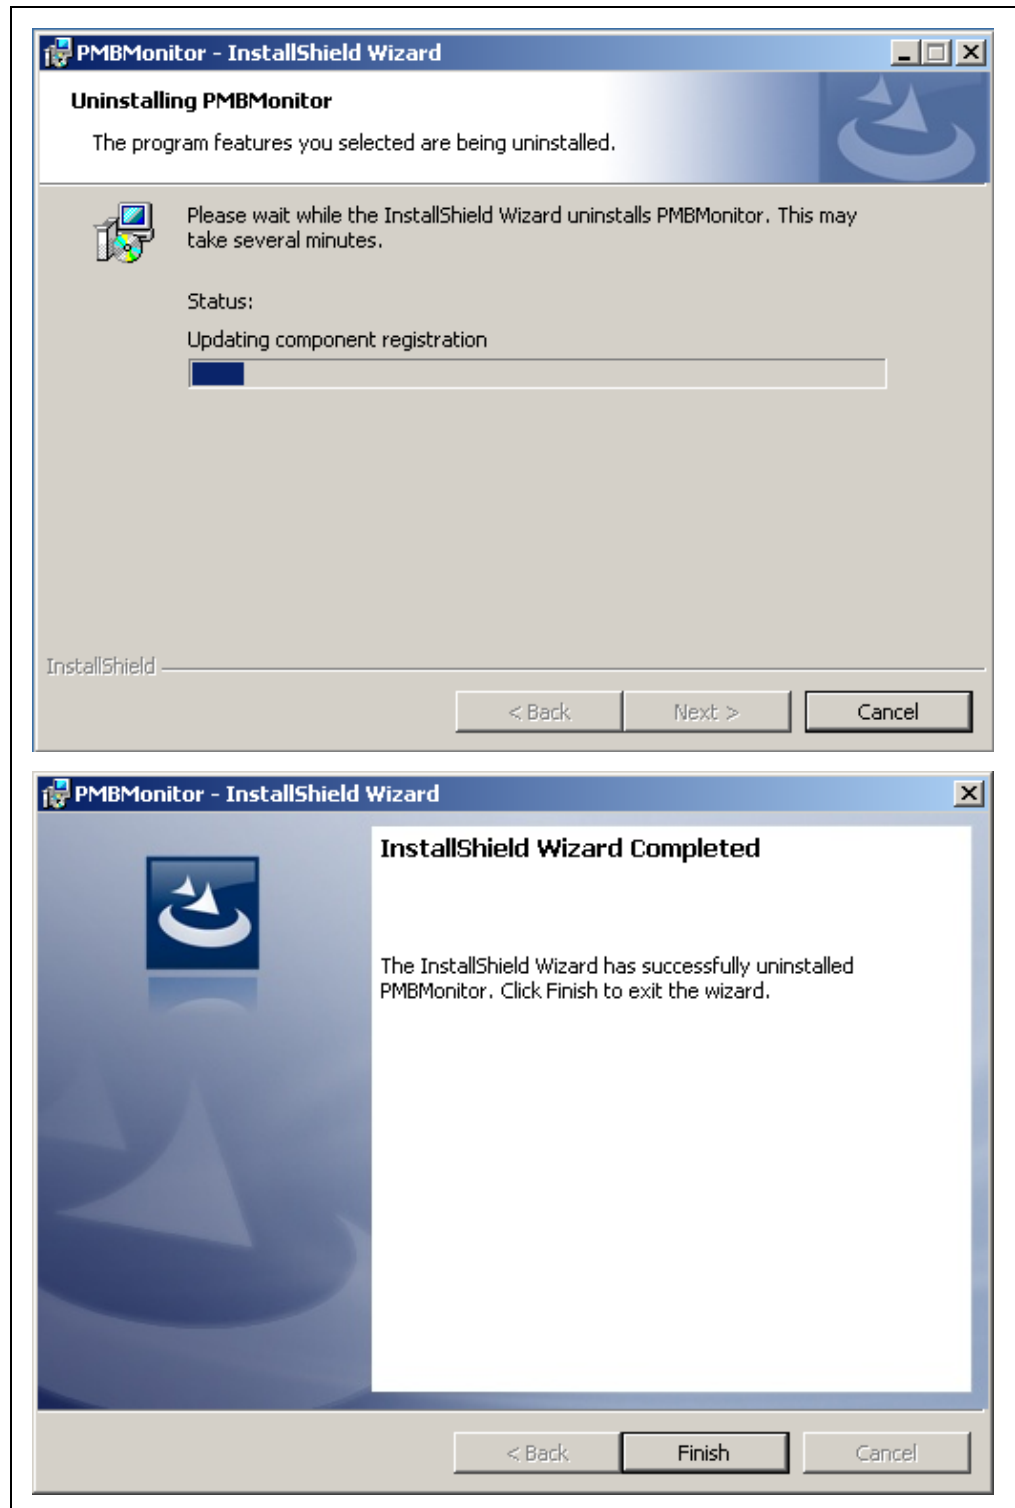 PMBMonitor - InstallShield Wizard
Uninstalling PMBMonitor
The program features you selected are being uninstalled.
Please wait while the InstallShield Wizard uninstalls PMBMonitor. This may
take several minutes.
Status:
Updating component registration
InstallShield
< Back
Next >
Cancel
PMBMonitor - InstallShield Wizard
InstallShield Wizard Completed
The InstallShield Wizard has successfully uninstalled
PMBMonitor. Click Finish to exit the wizard.
< Back
Finish
Cancel